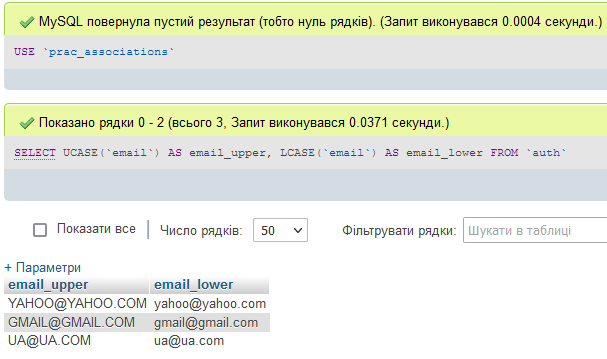 MySQL повернула пустий результат (тобто нуль рядків). (Запит виконувався 0.0004 секунди.)
USE `prac_associations`
Показано рядки 0 - 2 (всього 3, Запит виконувався 0.0371 секунди.)
SELECT UCASE(`email`) AS email_upper, LCASE(`email`) AS email_lower FROM `auth`
Показати все Число рядків: 50 Фільтрувати рядки: Шукати в таблиці
+ Параметри
email_upper email_lower
YAHOO@YAHOO.COM yahoo@yahoo.com
GMAIL@GMAIL.COM gmail@gmail.com
UA@UA.COM ua@ua.com